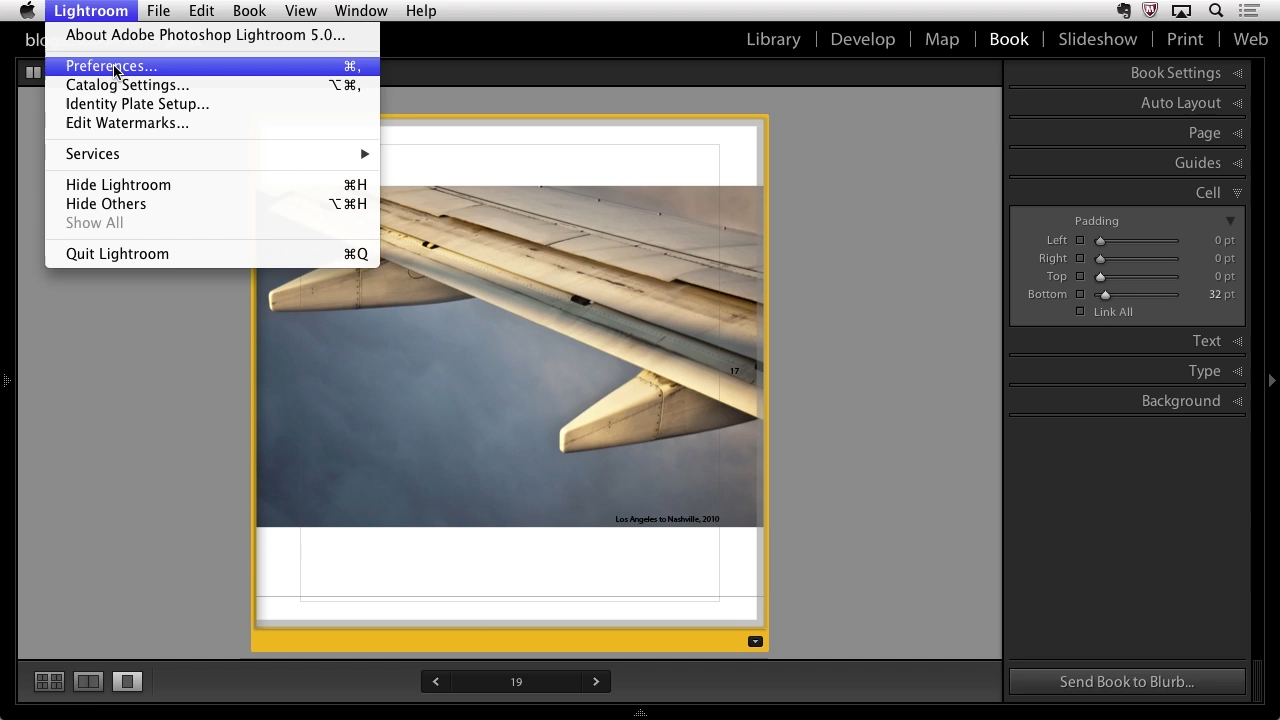 Lightroom File Edit Book View Window Help
About Adobe Photoshop Lightroom 5.0...
Preferences... ⌘,
Catalog Settings... ⌥⌘,
Identity Plate Setup...
Edit Watermarks...
Services
Hide Lightroom ⌘H
Hide Others ⌥⌘H
Show All
Quit Lightroom ⌘Q
Library | Develop | Map | Book | Slideshow | Print | Web
Book Settings
Auto Layout
Page
Guides
Cell
Padding
Left 0 pt
Right 0 pt
Top 0 pt
Bottom 32 pt
Link All
Text
Type
Background
17
Los Angeles to Nashville, 2010
19
Send Book to Blurb...